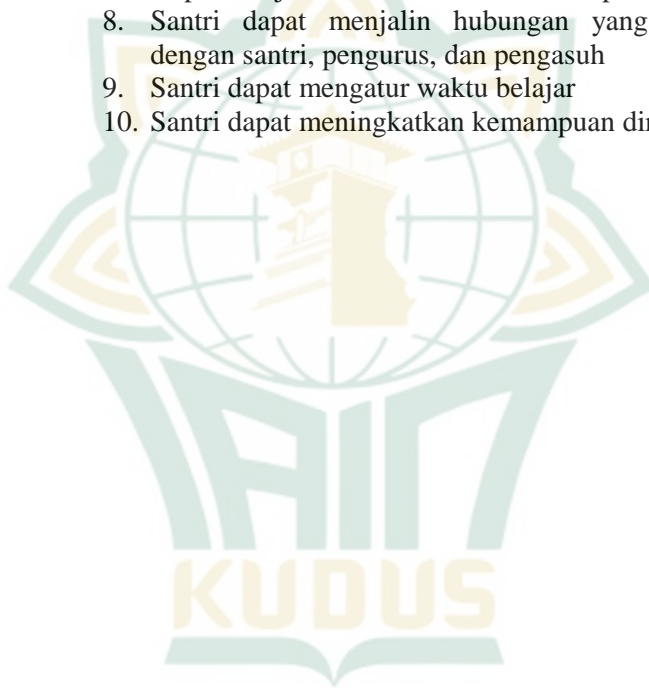 8. Santri dapat menjalin hubungan yang
dengan santri, pengurus, dan pengasuh
9. Santri dapat mengatur waktu belajar
10. Santri dapat meningkatkan kemampuan
IAIN
KUDUS